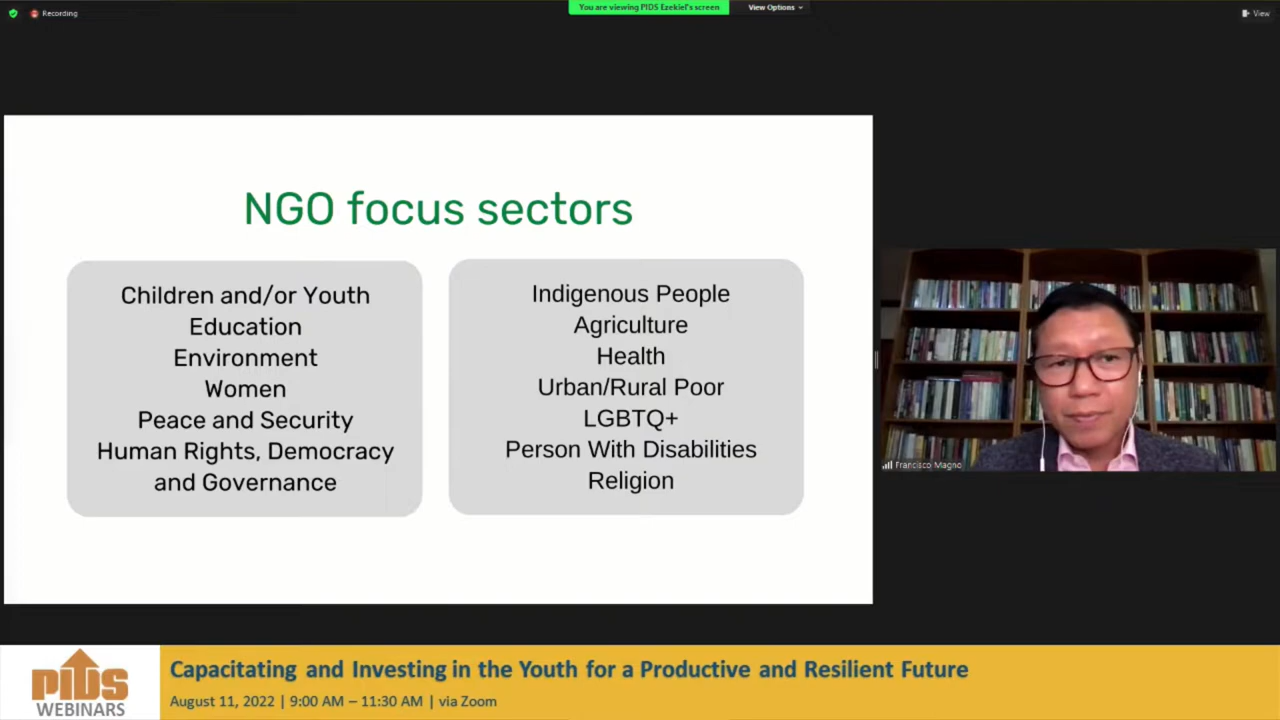 Recording
You are viewing PIDS Ezekiel's screen
View Options
View
NGO focus sectors
Children and/or Youth
Education
Environment
Women
Peace and Security
Human Rights, Democracy
and Governance
Indigenous People
Agriculture
Health
Urban/Rural Poor
LGBTQ+
Person With Disabilities
Religion
Francisco Magno
PIDS
WEBINARS
Capacitating and Investing in the Youth for a Productive and Resilient Future
August 11, 2022 | 9:00 AM – 11:30 AM | via Zoom